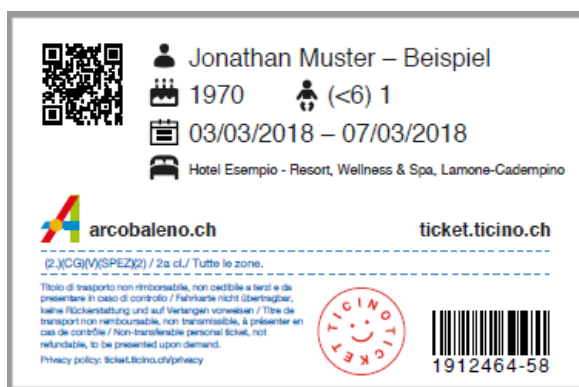 Jonathan Muster – Beispiel
1970 (<6) 1
03/03/2018 – 07/03/2018
Hotel Esempio - Resort, Wellness & Spa, Lamone-Cadempino
arcobaleno.ch ticket.ticino.ch
(2.)(CG)(V)(SPEZ)(2) / 2a cl./ Tutte le zone.
Titolo di trasporto non rimborsabile, non cedibile a terzi e da
presentare in caso di controllo / Fahrkarte nicht übertragbar,
keine Rückerstattung und auf Verlangen vorweisen / Titre de
transport non remboursable, non transmissible, à présenter en
cas de contrôle / Non-transferable personal ticket, not
refundable, to be presented upon demand.
Privacy policy: ticket.ticino.ch/privacy
TICINOTICKET
1912464-58